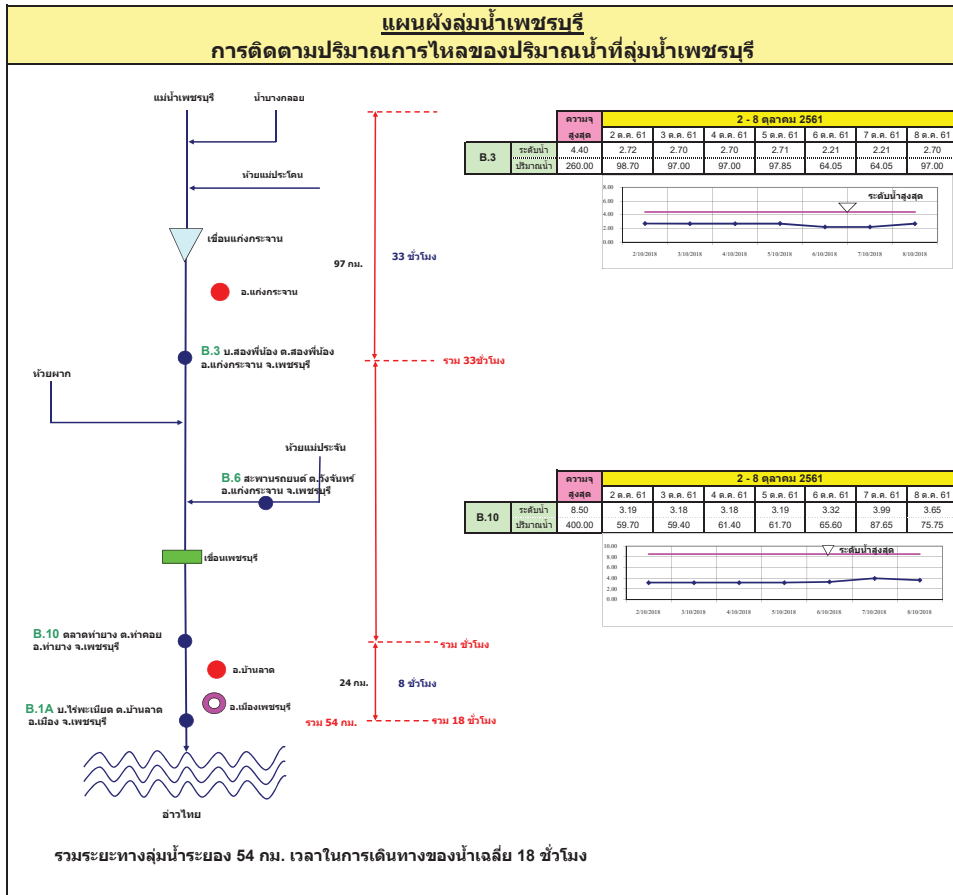 แผนผังลุ่มน้ำเพชรบุรี
การติดตามปริมาณการไหลของปริมาณน้ำที่ลุ่มน้ำเพชรบุรี
แม่น้ำเพชรบุรี น้ำบางกลอย
ห้วยแม่ประโดน
เขื่อนแก่งกระจาน
อ.แก่งกระจาน
97 กม. 33 ชั่วโมง
B.3 บ.สองพี่น้อง ต.สองพี่น้อง
อ.แก่งกระจาน จ.เพชรบุรี
รวม 33ชั่วโมง
ห้วยผาก
ห้วยแม่ประจัน
B.6 สะพานรถยนต์ ต.วังจันทร์
อ.แก่งกระจาน จ.เพชรบุรี
เขื่อนเพชรบุรี
B.10 ตลาดท่ายาง ต.ท่าคอย
อ.ท่ายาง จ.เพชรบุรี
รวม ชั่วโมง
อ.บ้านลาด
24 กม. 8 ชั่วโมง
อ.เมืองเพชรบุรี
B.1A บ.ไร่พะเนียด ต.บ้านลาด
อ.เมือง จ.เพชรบุรี
รวม 54 กม. รวม 18 ชั่วโมง
อ่าวไทย
รวมระยะทางลุ่มน้ำระยอง 54 กม. เวลาในการเดินทางของน้ำเฉลี่ย 18 ชั่วโมง
ความจุ 2 - 8 ตุลาคม 2561
สูงสุด 2 ต.ค. 61 3 ต.ค. 61 4 ต.ค. 61 5 ต.ค. 61 6 ต.ค. 61 7 ต.ค. 61 8 ต.ค. 61
B.3 ระดับน้ำ 4.40 2.72 2.70 2.70 2.71 2.21 2.21 2.70
ปริมาณน้ำ 260.00 98.70 97.00 97.00 97.85 64.05 64.05 97.00
ระดับน้ำสูงสุด
8.00
6.00
4.00
2.00
0.00
2/10/2018 3/10/2018 4/10/2018 5/10/2018 6/10/2018 7/10/2018 8/10/2018
ความจุ 2 - 8 ตุลาคม 2561
สูงสุด 2 ต.ค. 61 3 ต.ค. 61 4 ต.ค. 61 5 ต.ค. 61 6 ต.ค. 61 7 ต.ค. 61 8 ต.ค. 61
B.10 ระดับน้ำ 8.50 3.19 3.18 3.18 3.19 3.32 3.99 3.65
ปริมาณน้ำ 400.00 59.70 59.40 61.40 61.70 65.60 87.65 75.75
ระดับน้ำสูงสุด
10.00
8.00
6.00
4.00
2.00
0.00
2/10/2018 3/10/2018 4/10/2018 5/10/2018 6/10/2018 7/10/2018 8/10/2018